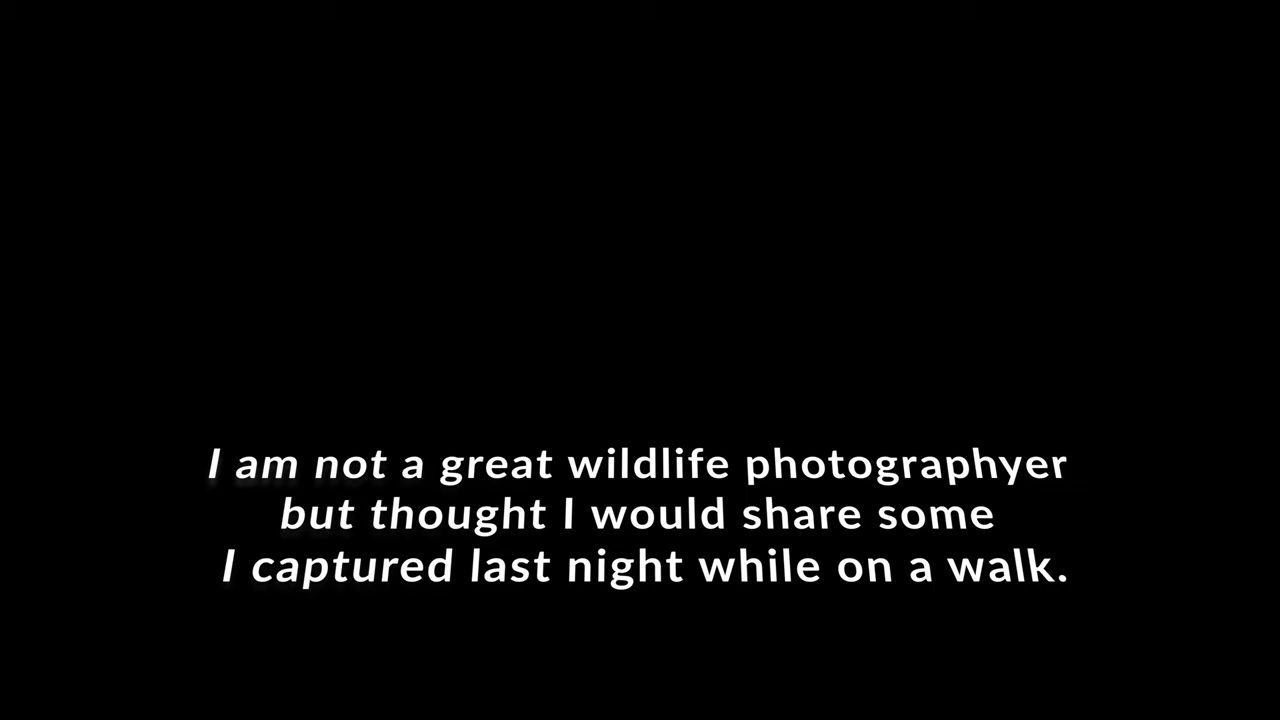 I am not a great wildlife photographyer
but thought I would share some
I captured last night while on a walk.